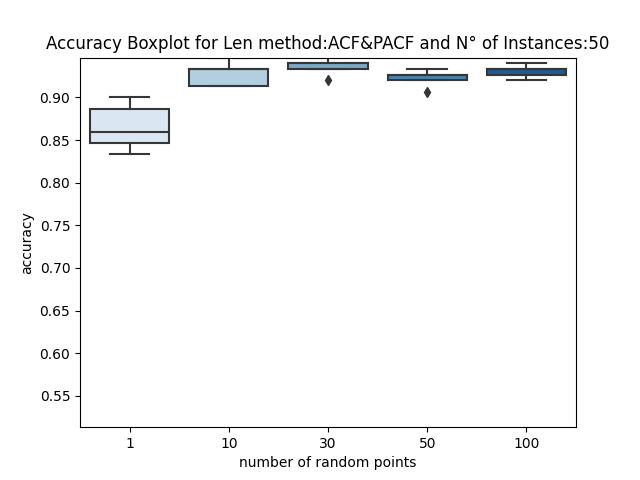 Accuracy Boxplot for Len method:ACF&PACF and N° of Instances:50
0.90
0.85
0.80
0.75
0.70
0.65
0.60
0.55
accuracy
1 10 30 50 100
number of random points